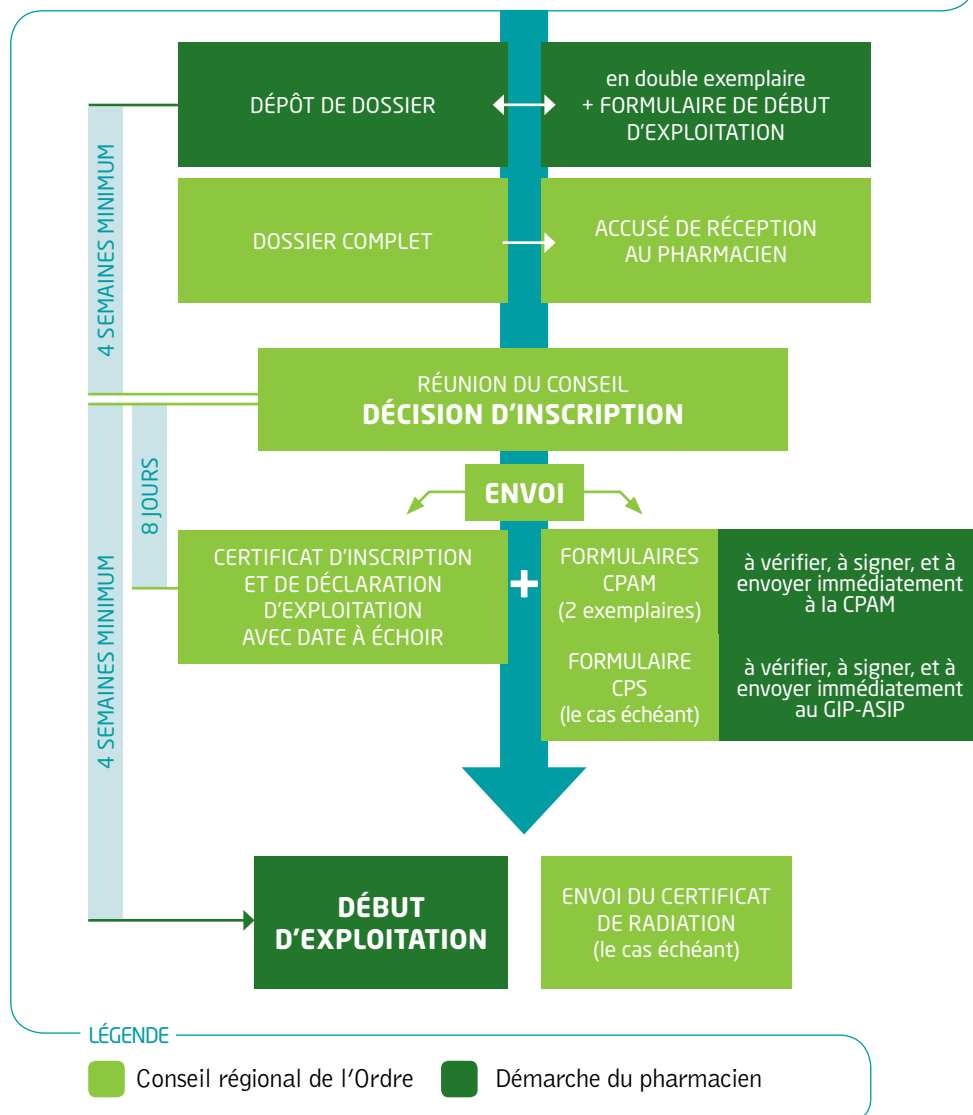 DÉPÔT DE DOSSIER
en double exemplaire
+ FORMULAIRE DE DÉBUT
D'EXPLOITATION
4 SEMAINES MINIMUM
DOSSIER COMPLET
ACCUSÉ DE RÉCEPTION
AU PHARMACIEN
RÉUNION DU CONSEIL
DÉCISION D'INSCRIPTION
ENVOI
8 JOURS
4 SEMAINES MINIMUM
CERTIFICAT D'INSCRIPTION
ET DE DÉCLARATION
D'EXPLOITATION
AVEC DATE À ÉCHOIR
+
FORMULAIRES
CPAM
(2 exemplaires)
à vérifier, à signer, et à
envoyer immédiatement
à la CPAM
FORMULAIRE
CPS
(le cas échéant)
à vérifier, à signer, et à
envoyer immédiatement
au GIP-ASIP
DÉBUT
D'EXPLOITATION
ENVOI DU CERTIFICAT
DE RADIATION
(le cas échéant)
LÉGENDE
Conseil régional de l'Ordre
Démarche du pharmacien